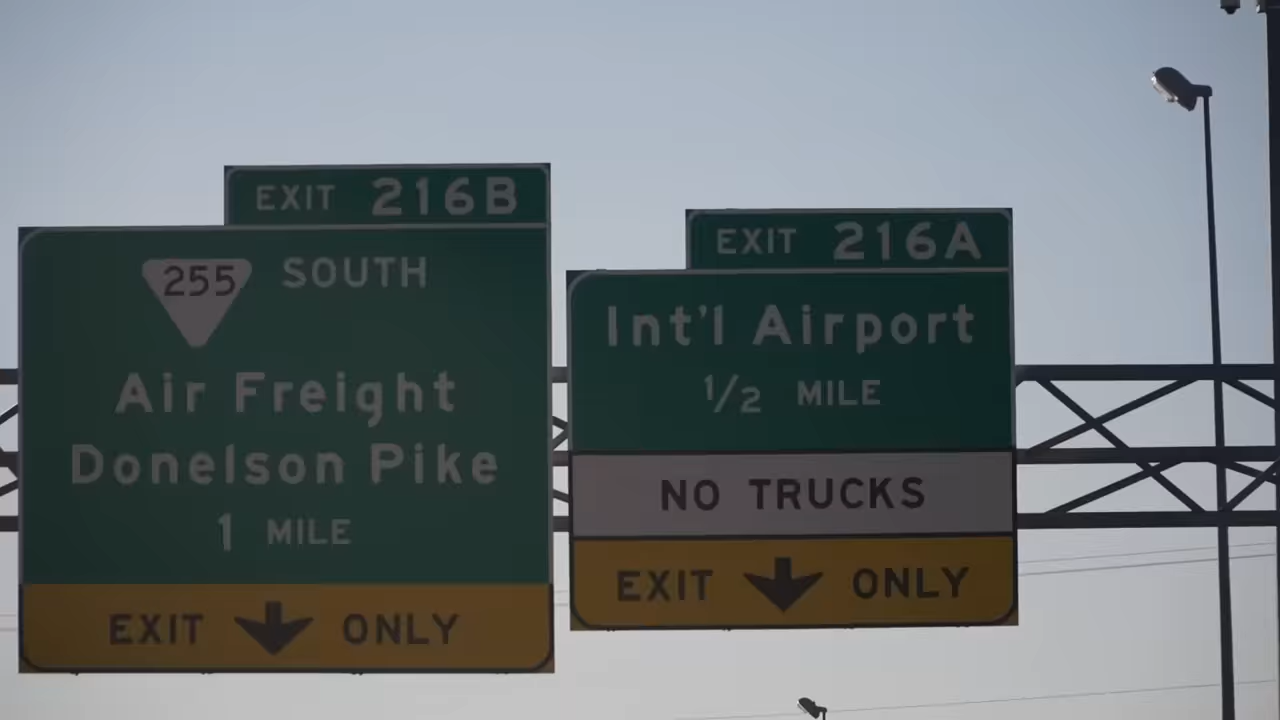 EXIT 216B
255 SOUTH
Air Freight
Donelson Pike
1 MILE
EXIT ONLY
EXIT 216A
Int'l Airport
1/2 MILE
NO TRUCKS
EXIT ONLY